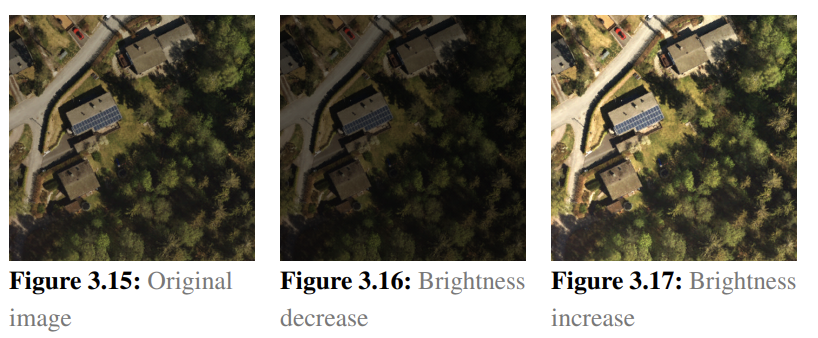 Figure 3.15: Original
image
Figure 3.16: Brightness
decrease
Figure 3.17: Brightness
increase